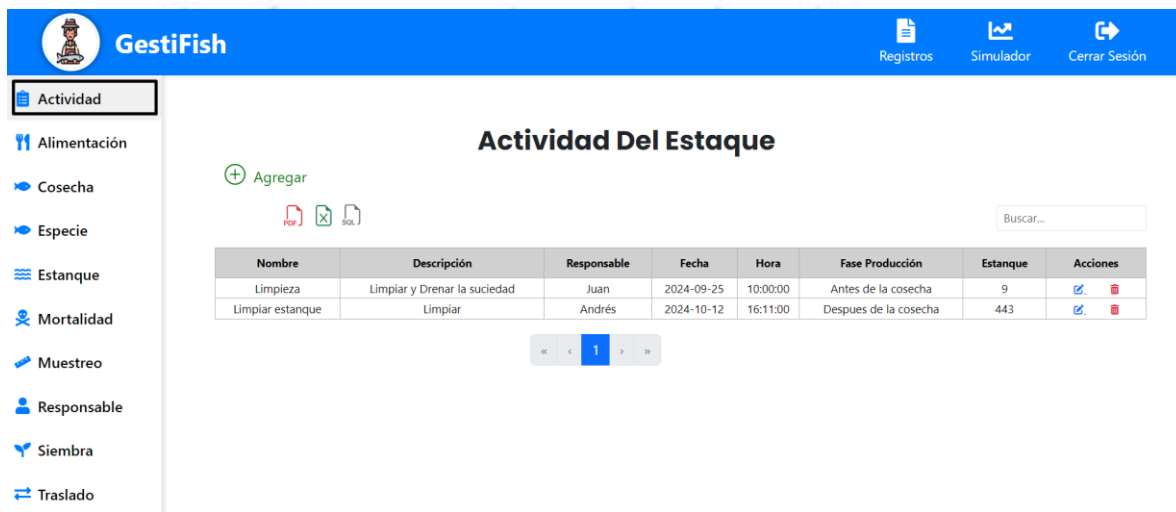 GestiFish
Registros
Simulador
Cerrar Sesión
Actividad
Alimentación
Cosecha
Especie
Estanque
Mortalidad
Muestreo
Responsable
Siembra
Traslado
Actividad Del Estaque
Agregar
PDF X SQL
Buscar...
Nombre Descripción Responsable Fecha Hora Fase Producción Estanque Acciones
Limpieza Limpiar y Drenar la suciedad Juan 2024-09-25 10:00:00 Antes de la cosecha 9
Limpiar estanque Limpiar Andrés 2024-10-12 16:11:00 Despues de la cosecha 443
« ‹ 1 › »